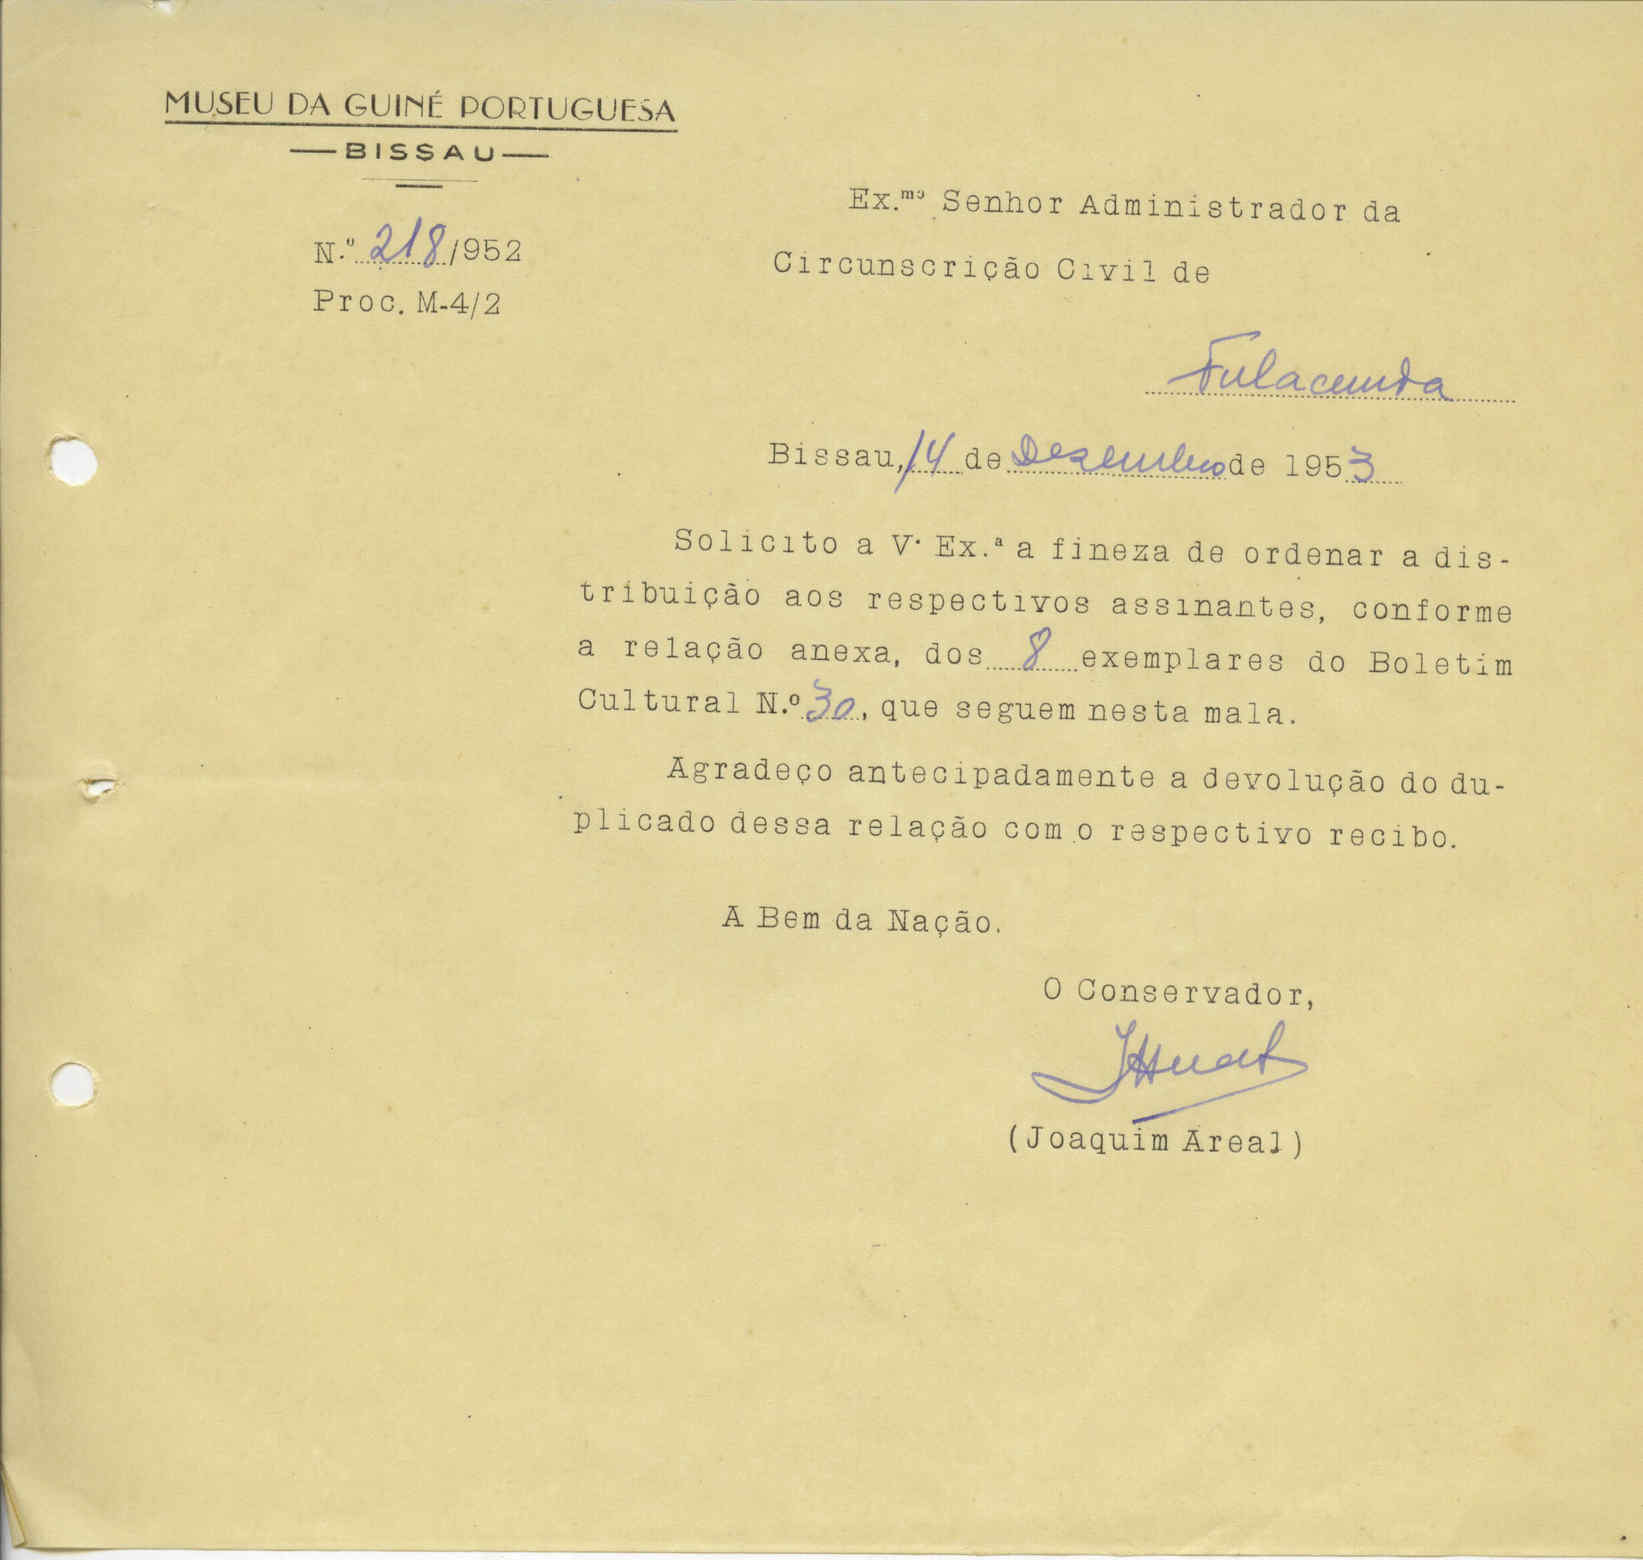 MUSEU DA GUINÉ PORTUGUESA
BISSAU
N.º 218/952
Proc. M-4/2
Ex.mo Senhor Administrador da
Circunscrição Civil de
Fulacunda
Bissau, 14 de Dezembro de 1953
Solicito a V. Ex.ª a fineza de ordenar a dis-
tribuição aos respectivos assinantes, conforme
a relação anexa, dos 8 exemplares do Boletim
Cultural N.º 30, que seguem nesta mala.
Agradeço antecipadamente a devolução do du-
plicado dessa relação com o respectivo recibo.
A Bem da Nação.
O Conservador,
(Joaquim Areal)